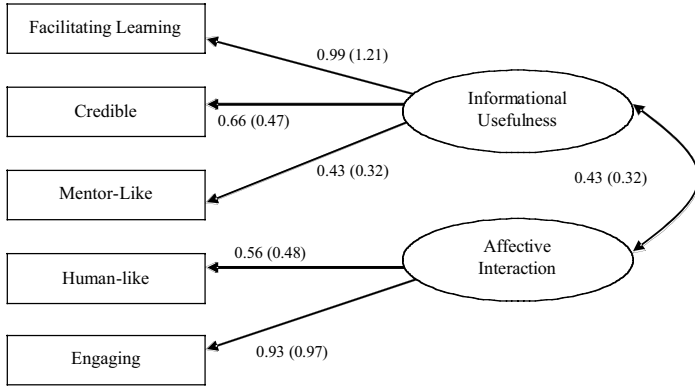 Facilitating Learning
0.99 (1.21)
Credible
0.66 (0.47)
Informational
Usefulness
Mentor-Like
0.43 (0.32)
0.43 (0.32)
Human-like
0.56 (0.48)
Affective
Interaction
Engaging
0.93 (0.97)